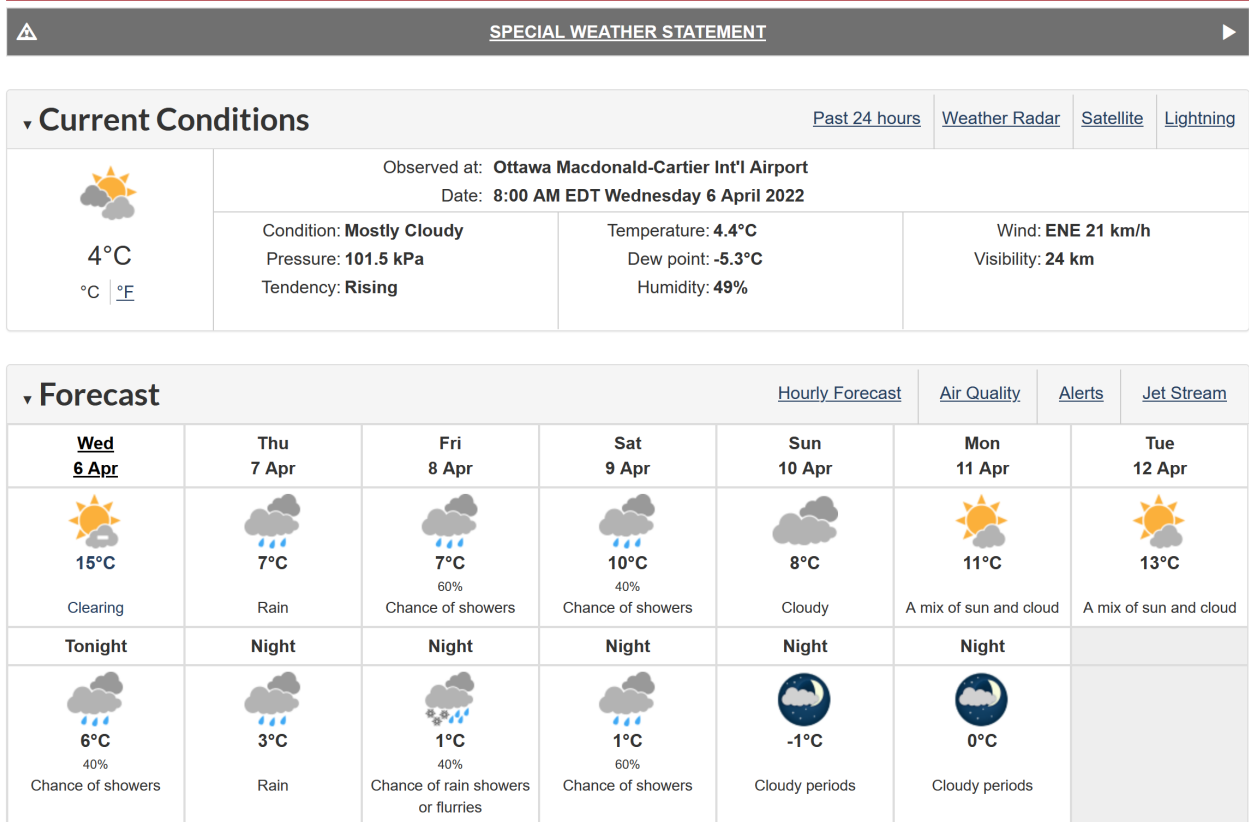 SPECIAL WEATHER STATEMENT
Current Conditions
Past 24 hours
Weather Radar
Satellite
Lightning
4°C
°C
°F
Observed at: Ottawa Macdonald-Cartier Int'l Airport
Date: 8:00 AM EDT Wednesday 6 April 2022
Condition: Mostly Cloudy
Pressure: 101.5 kPa
Tendency: Rising
Temperature: 4.4°C
Dew point: -5.3°C
Humidity: 49%
Wind: ENE 21 km/h
Visibility: 24 km
Forecast
Hourly Forecast
Air Quality
Alerts
Jet Stream
Wed
6 Apr
Thu
7 Apr
Fri
8 Apr
Sat
9 Apr
Sun
10 Apr
Mon
11 Apr
Tue
12 Apr
15°C
Clearing
7°C
Rain
7°C
60%
Chance of showers
10°C
40%
Chance of showers
8°C
Cloudy
11°C
A mix of sun and cloud
13°C
A mix of sun and cloud
Tonight
Night
Night
Night
Night
Night
6°C
40%
Chance of showers
3°C
Rain
1°C
40%
Chance of rain showers
or flurries
1°C
60%
Chance of showers
-1°C
Cloudy periods
0°C
Cloudy periods